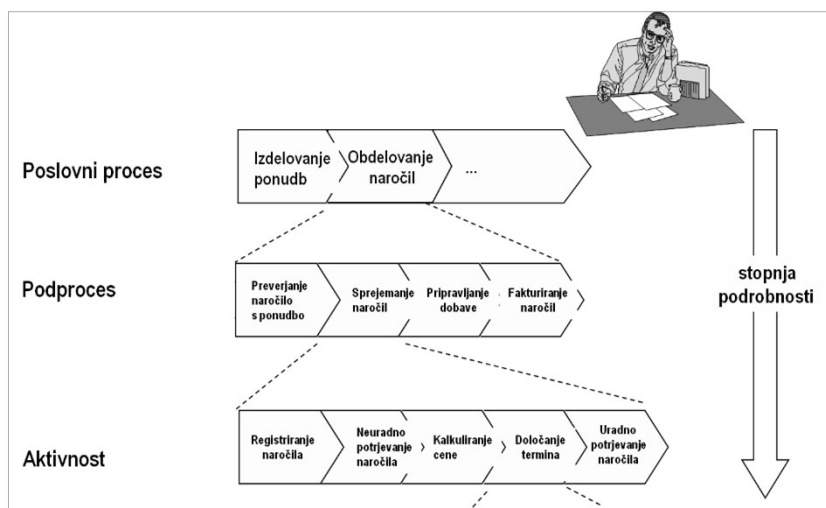 Poslovni proces
Izdelovanje
ponudb
Obdelovanje
naročil
...
Podproces
Preverjanje
naročilo
s ponudbo
Sprejemanje
naročil
Pripravljanje
dobave
Fakturiranje
naročil
stopnja
podrobnosti
Aktivnost
Registriranje
naročila
Neuradno
potrjevanje
naročila
Kalkuliranje
cene
Določanje
termina
Uradno
potrjevanje
naročila